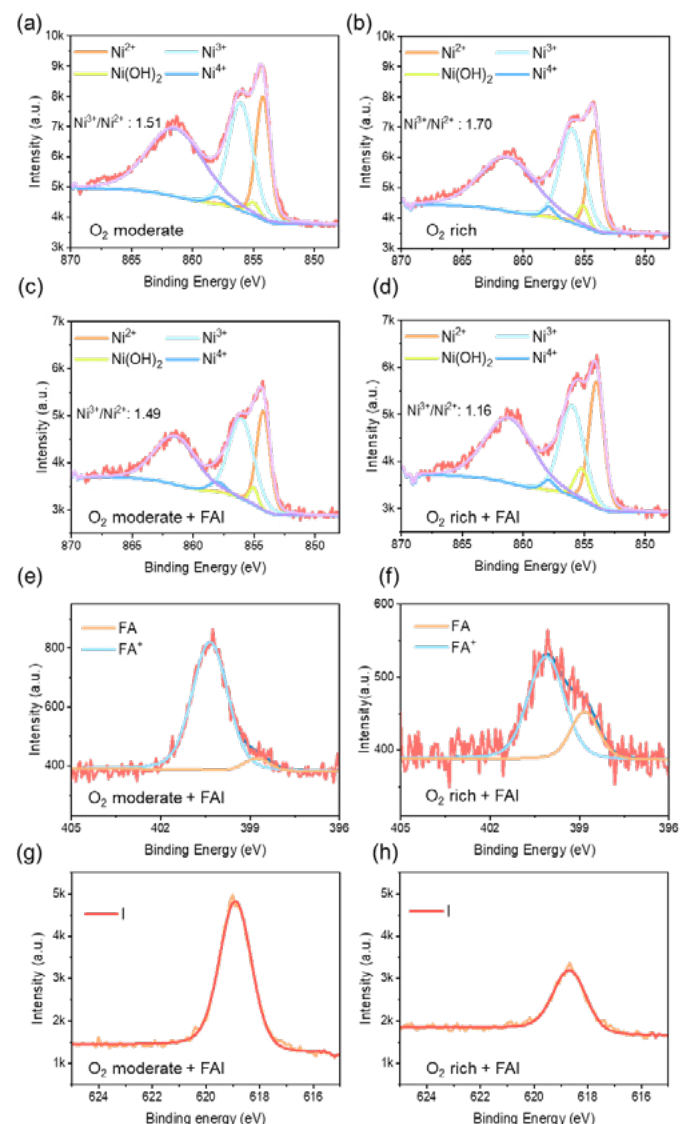 (a)
Ni²⁺ Ni³⁺
Ni(OH)₂ Ni⁴⁺
Ni³⁺/Ni²⁺ : 1.51
O₂ moderate
10k
9k
8k
7k
6k
5k
4k
3k
Intensity (a.u.)
870 865 860 855 850
Binding Energy (eV)
(b)
Ni²⁺ Ni³⁺
Ni(OH)₂ Ni⁴⁺
Ni³⁺/Ni²⁺ : 1.70
O₂ rich
10k
9k
8k
7k
6k
5k
4k
3k
Intensity (a.u.)
870 865 860 855 850
Binding Energy (eV)
(c)
Ni²⁺ Ni³⁺
Ni(OH)₂ Ni⁴⁺
Ni³⁺/Ni²⁺: 1.49
O₂ moderate + FAI
7k
6k
5k
4k
3k
Intensity (a.u.)
870 865 860 855 850
Binding Energy (eV)
(d)
Ni²⁺ Ni³⁺
Ni(OH)₂ Ni⁴⁺
Ni³⁺/Ni²⁺: 1.16
O₂ rich + FAI
7k
6k
5k
4k
3k
Intensity (a.u.)
870 865 860 855 850
Binding Energy (eV)
(e)
FA
FA⁺
O₂ moderate + FAI
800
600
400
Intensity (a.u.)
405 402 399 396
Binding Energy (eV)
(f)
FA
FA⁺
O₂ rich + FAI
600
500
400
Intensity(a.u.)
405 402 399 396
Binding Energy (eV)
(g)
I
O₂ moderate + FAI
5k
4k
3k
2k
1k
Intensity (a.u.)
624 622 620 618 616
Binding energy (eV)
(h)
I
O₂ rich + FAI
5k
4k
3k
2k
1k
Intensity (a.u.)
624 622 620 618 616
Binding Energy (eV)